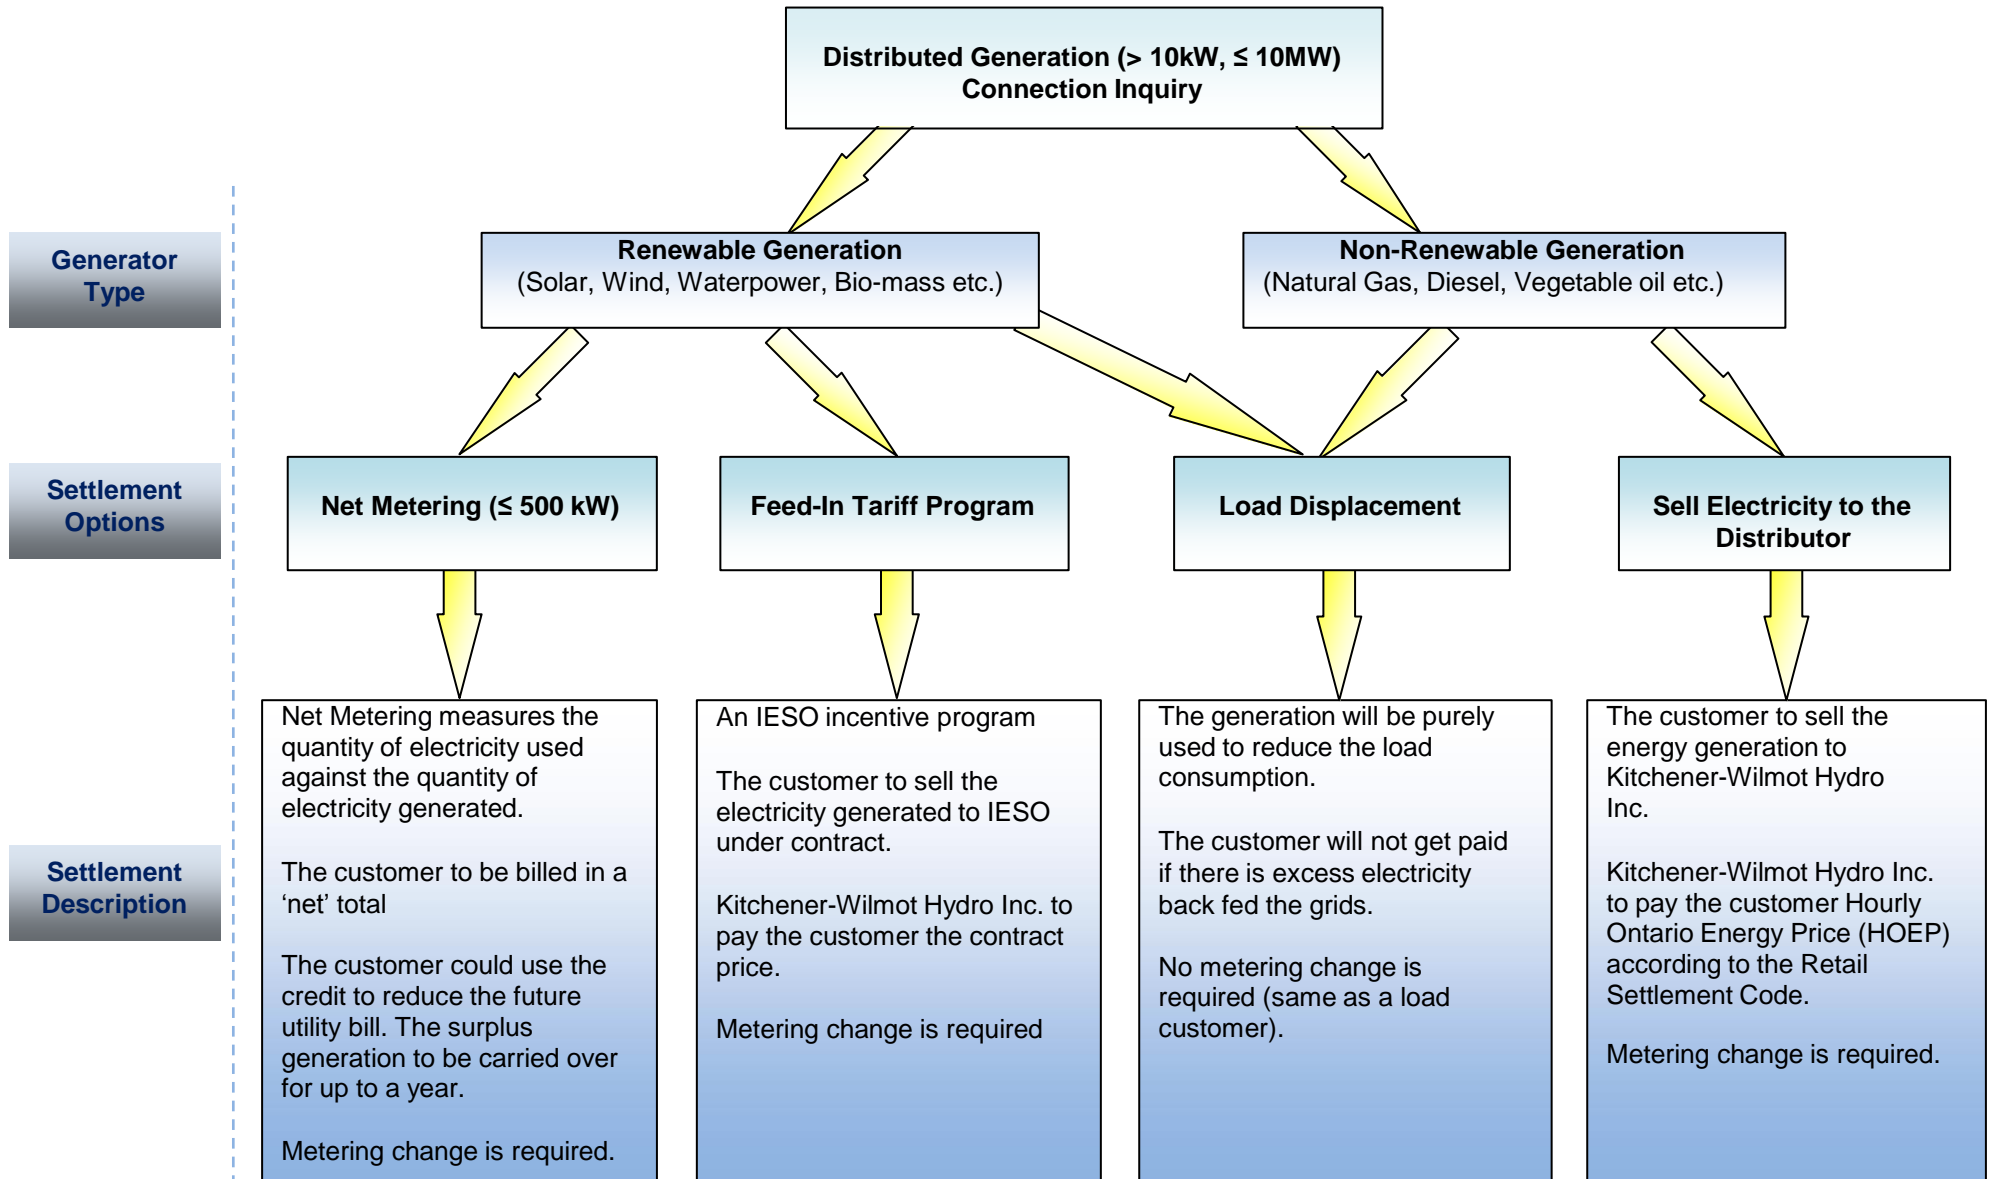 Distributed Generation (> 10kW, ≤ 10MW)
Connection Inquiry
Generator
Type
Renewable Generation
(Solar, Wind, Waterpower, Bio-mass etc.)
Non-Renewable Generation
(Natural Gas, Diesel, Vegetable oil etc.)
Settlement
Options
Net Metering (≤ 500 kW)
Feed-In Tariff Program
Load Displacement
Sell Electricity to the
Distributor
Settlement
Description
Net Metering measures the
quantity of electricity used
against the quantity of
electricity generated.
The customer to be billed in a
‘net’ total
The customer could use the
credit to reduce the future
utility bill. The surplus
generation to be carried over
for up to a year.
Metering change is required.
An IESO incentive program
The customer to sell the
electricity generated to IESO
under contract.
Kitchener-Wilmot Hydro Inc. to
pay the customer the contract
price.
Metering change is required
The generation will be purely
used to reduce the load
consumption.
The customer will not get paid
if there is excess electricity
back fed the grids.
No metering change is
required (same as a load
customer).
The customer to sell the
energy generation to
Kitchener-Wilmot Hydro
Inc.
Kitchener-Wilmot Hydro Inc.
to pay the customer Hourly
Ontario Energy Price (HOEP)
according to the Retail
Settlement Code.
Metering change is required.